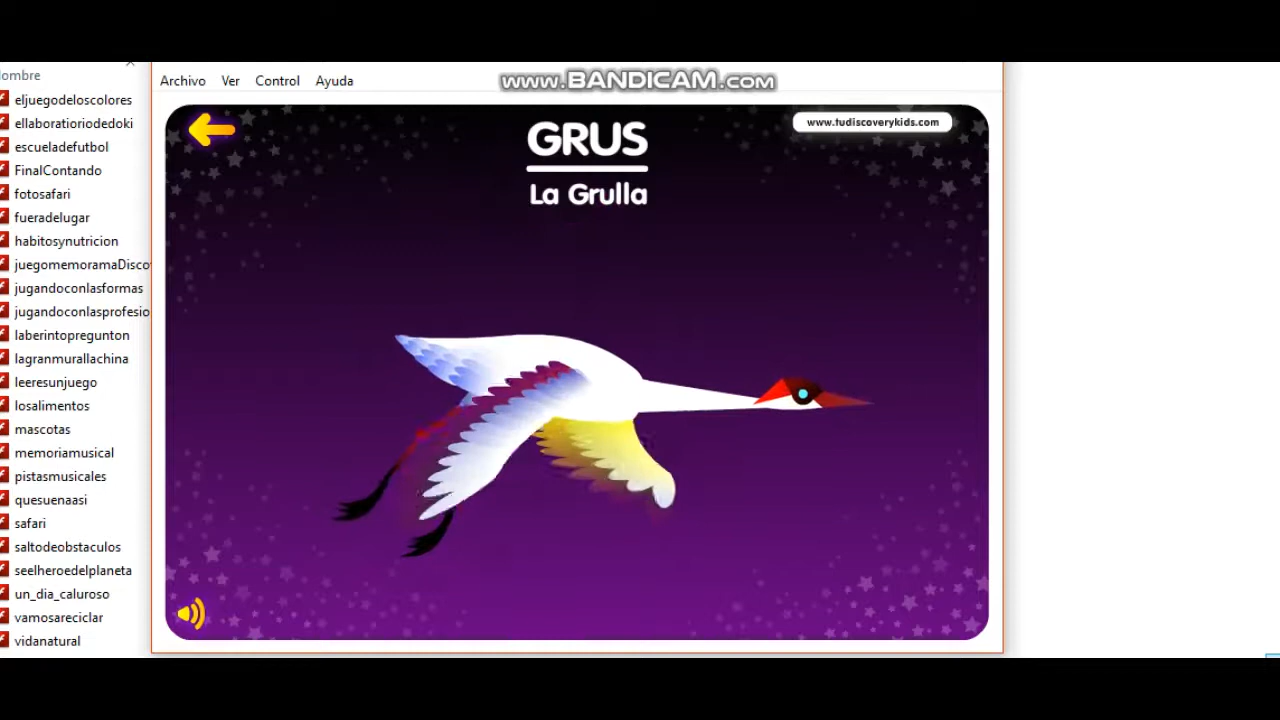 www.BANDICAM.com
Archivo Ver Control Ayuda
www.tudiscoverykids.com
GRUS
La Grulla
eljuegodeloscolores
ellaboratioriodedoki
escueladefutbol
FinalContando
fotosafari
fueradelugar
habitosynutricion
juegomemoramaDisco
jugandoconlasformas
jugandoconlasprofesio
laberintopregunton
lagranmurallachina
leeresunjuego
losalimentos
mascotas
memoriamusical
pistasmusicales
quesuenaasi
safari
saltodeobstaculos
seelheroedelplaneta
un_dia_caluroso
vamosareciclar
vidanatural